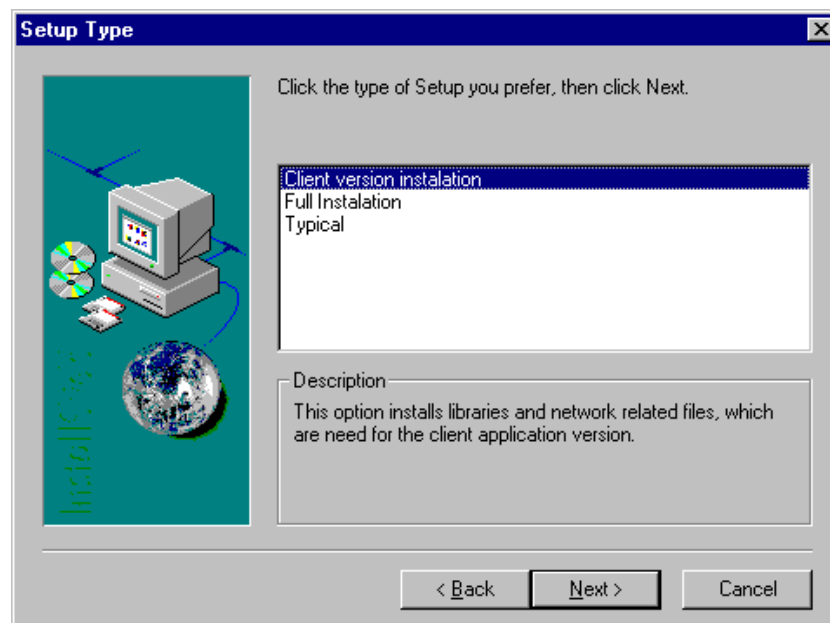 Setup Type
Click the type of Setup you prefer, then click Next.
Client version instalation
Full Instalation
Typical
Description
This option installs libraries and network related files, which
are need for the client application version.
< Back
Next >
Cancel